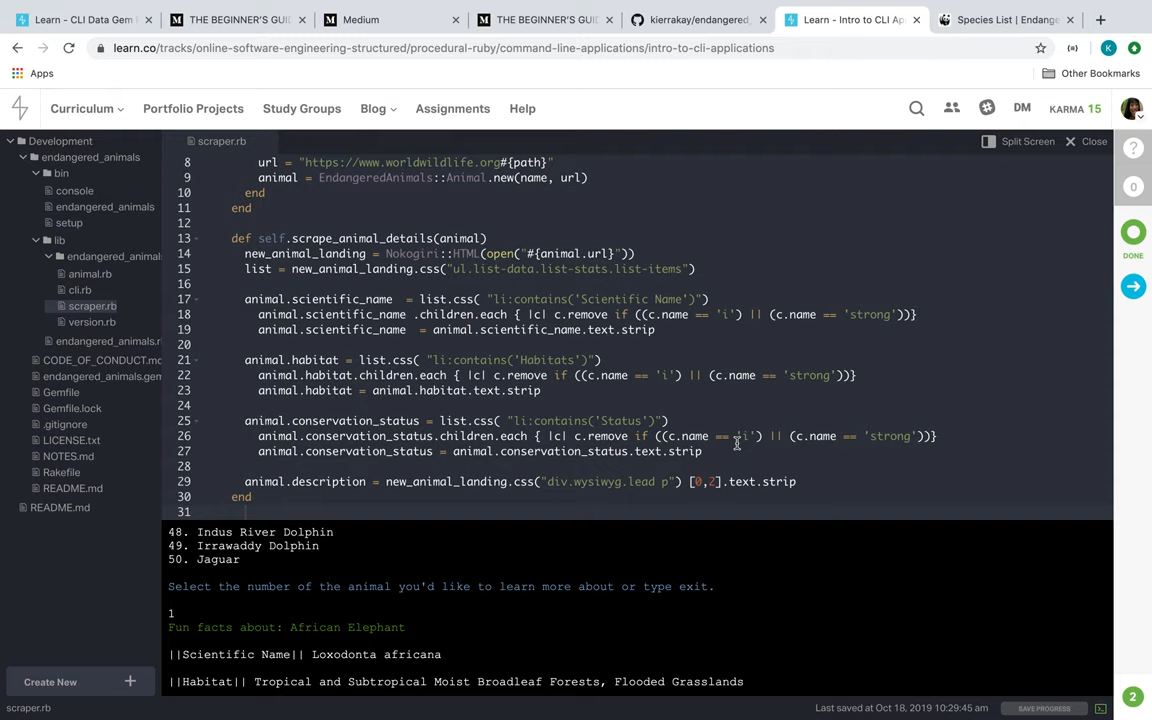 Learn - CLI Data Gem
THE BEGINNER'S GUI
Medium
THE BEGINNER'S GUI
kierrakay/endangered_
Learn - Intro to CLI Ap
Species List | Endange
learn.co/tracks/online-software-engineering-structured/procedural-ruby/command-line-applications/intro-to-cli-applications
K
Apps
Other Bookmarks
Curriculum
Portfolio Projects
Study Groups
Blog
Assignments
Help
DM
KARMA 15
Development
endangered_animals
bin
console
endangered_animals
setup
lib
endangered_animal
animal.rb
cli.rb
scraper.rb
version.rb
endangered_animals.r
CODE_OF_CONDUCT.md
endangered_animals.gem
Gemfile
Gemfile.lock
.gitignore
LICENSE.txt
NOTES.md
Rakefile
README.md
README.md
Create New +
scraper.rb
scraper.rb
Split Screen
Close
8 url = "https://www.worldwildlife.org#{path}"
9 animal = EndangeredAnimals::Animal.new(name, url)
10 end
11 end
12
13 def self.scrape_animal_details(animal)
14 new_animal_landing = Nokogiri::HTML(open("#{animal.url}"))
15 list = new_animal_landing.css("ul.list-data.list-stats.list-items")
16
17 animal.scientific_name = list.css( "li:contains('Scientific Name')")
18 animal.scientific_name .children.each { |c| c.remove if ((c.name == 'i') || (c.name == 'strong'))}
19 animal.scientific_name = animal.scientific_name.text.strip
20
21 animal.habitat = list.css( "li:contains('Habitats')")
22 animal.habitat.children.each { |c| c.remove if ((c.name == 'i') || (c.name == 'strong'))}
23 animal.habitat = animal.habitat.text.strip
24
25 animal.conservation_status = list.css( "li:contains('Status')")
26 animal.conservation_status.children.each { |c| c.remove if ((c.name == 'i') || (c.name == 'strong'))}
27 animal.conservation_status = animal.conservation_status.text.strip
28
29 animal.description = new_animal_landing.css("div.wysiwyg.lead p") [0,2].text.strip
30 end
31
48. Indus River Dolphin
49. Irrawaddy Dolphin
50. Jaguar
Select the number of the animal you'd like to learn more about or type exit.
1
Fun facts about: African Elephant
||Scientific Name|| Loxodonta africana
||Habitat|| Tropical and Subtropical Moist Broadleaf Forests, Flooded Grasslands
Last saved at Oct 18, 2019 10:29:45 am
SAVE PROGRESS
?
0
DONE
2